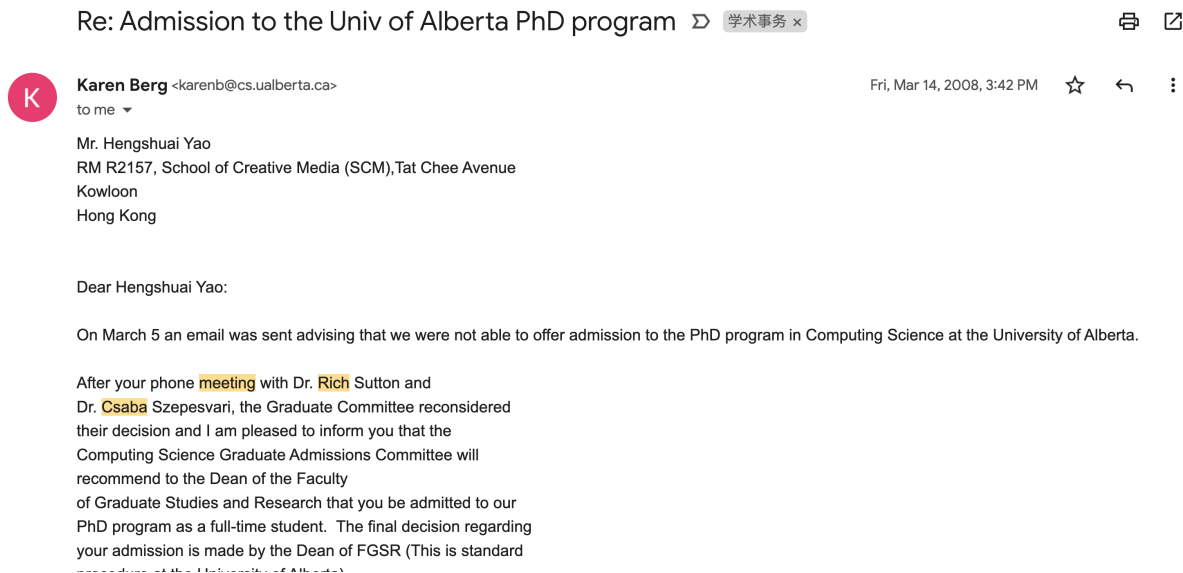 Re: Admission to the Univ of Alberta PhD program 学术事务 ×
K
Karen Berg <karenb@cs.ualberta.ca> Fri, Mar 14, 2008, 3:42 PM
to me
Mr. Hengshuai Yao
RM R2157, School of Creative Media (SCM),Tat Chee Avenue
Kowloon
Hong Kong
Dear Hengshuai Yao:
On March 5 an email was sent advising that we were not able to offer admission to the PhD program in Computing Science at the University of Alberta.
After your phone meeting with Dr. Rich Sutton and
Dr. Csaba Szepesvari, the Graduate Committee reconsidered
their decision and I am pleased to inform you that the
Computing Science Graduate Admissions Committee will
recommend to the Dean of the Faculty
of Graduate Studies and Research that you be admitted to our
PhD program as a full-time student.  The final decision regarding
your admission is made by the Dean of FGSR (This is standard
procedure at the University of Alberta)